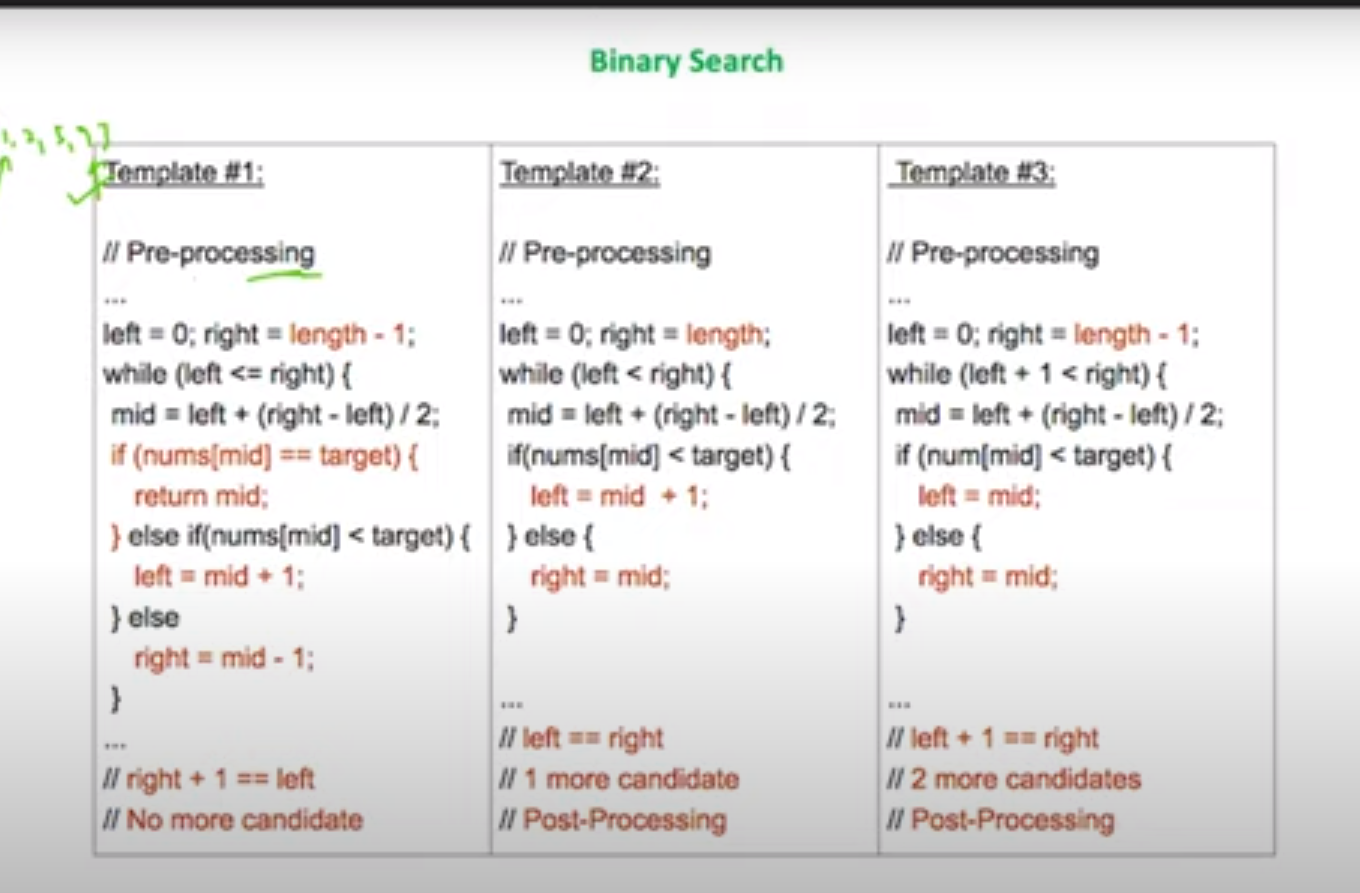 Binary Search
Template #1:
// Pre-processing
...
left = 0; right = length - 1;
while (left <= right) {
mid = left + (right - left) / 2;
if (nums[mid] == target) {
return mid;
} else if(nums[mid] < target) {
left = mid + 1;
} else
right = mid - 1;
}
...
// right + 1 == left
// No more candidate
Template #2:
// Pre-processing
...
left = 0; right = length;
while (left < right) {
mid = left + (right - left) / 2;
if(nums[mid] < target) {
left = mid + 1;
} else {
right = mid;
}
...
// left == right
// 1 more candidate
// Post-Processing
Template #3:
// Pre-processing
...
left = 0; right = length - 1;
while (left + 1 < right) {
mid = left + (right - left) / 2;
if (num[mid] < target) {
left = mid;
} else {
right = mid;
}
...
// left + 1 == right
// 2 more candidates
// Post-Processing